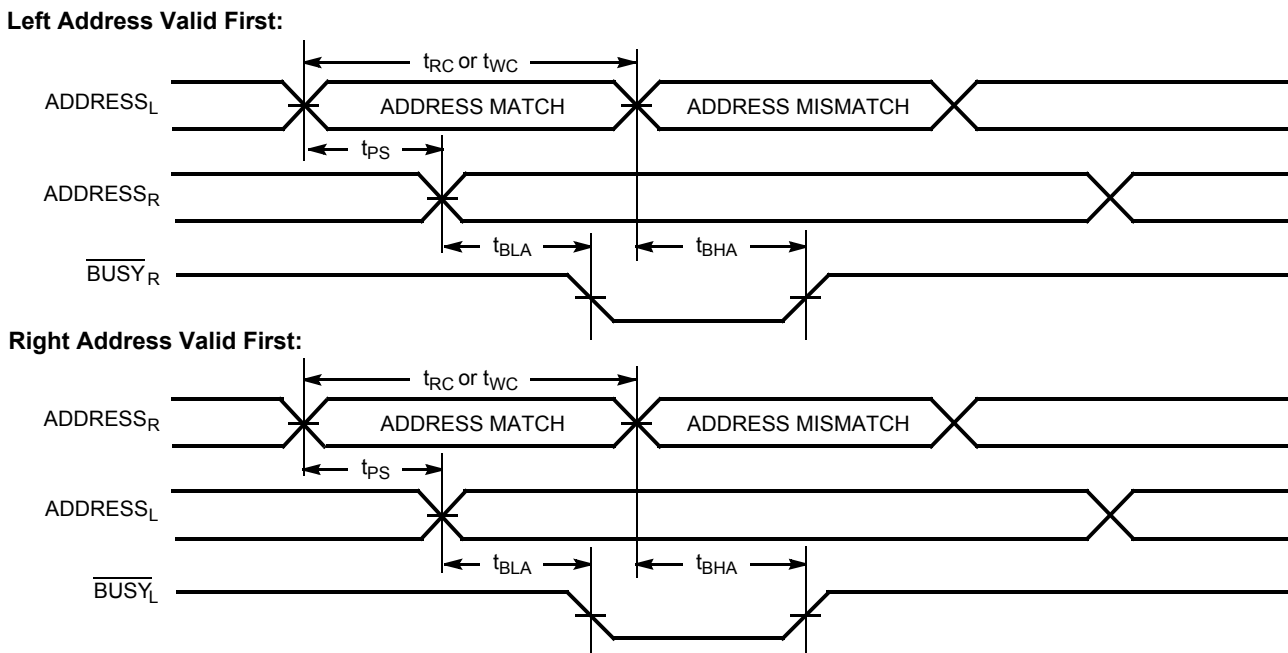 Left Address Valid First:
tRC or tWC
ADDRESSL
ADDRESS MATCH
ADDRESS MISMATCH
tPS
ADDRESSR
tBLA
tBHA
BUSYR
Right Address Valid First:
tRC or tWC
ADDRESSR
ADDRESS MATCH
ADDRESS MISMATCH
tPS
ADDRESSL
tBLA
tBHA
BUSYL